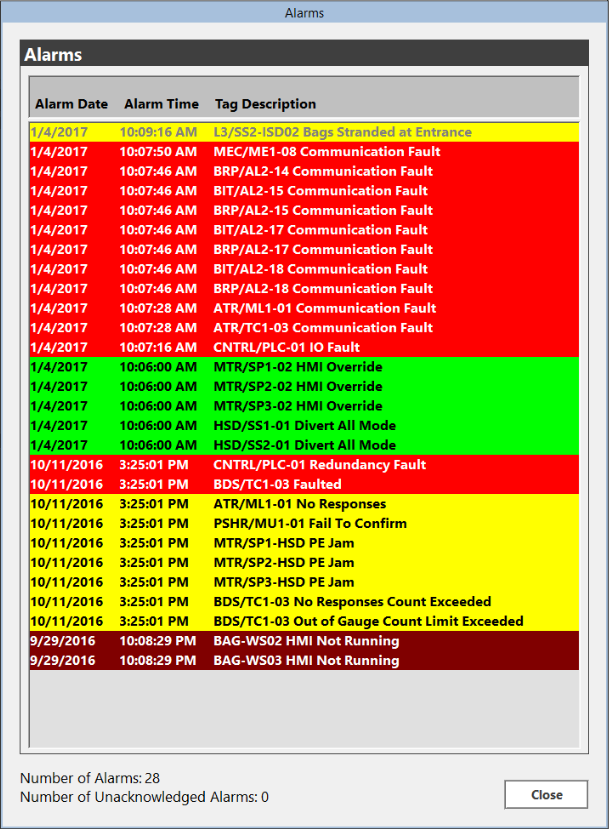 Alarms
Alarms
Alarm Date Alarm Time Tag Description
1/4/2017 10:09:16 AM L3/SS2-ISD02 Bags Stranded at Entrance
1/4/2017 10:07:50 AM MEC/ME1-08 Communication Fault
1/4/2017 10:07:46 AM BRP/AL2-14 Communication Fault
1/4/2017 10:07:46 AM BIT/AL2-15 Communication Fault
1/4/2017 10:07:46 AM BRP/AL2-15 Communication Fault
1/4/2017 10:07:46 AM BIT/AL2-17 Communication Fault
1/4/2017 10:07:46 AM BRP/AL2-17 Communication Fault
1/4/2017 10:07:46 AM BIT/AL2-18 Communication Fault
1/4/2017 10:07:46 AM BRP/AL2-18 Communication Fault
1/4/2017 10:07:28 AM ATR/ML1-01 Communication Fault
1/4/2017 10:07:28 AM ATR/TC1-03 Communication Fault
1/4/2017 10:07:16 AM CNTRL/PLC-01 IO Fault
1/4/2017 10:06:00 AM MTR/SP1-02 HMI Override
1/4/2017 10:06:00 AM MTR/SP2-02 HMI Override
1/4/2017 10:06:00 AM MTR/SP3-02 HMI Override
1/4/2017 10:06:00 AM HSD/SS1-01 Divert All Mode
1/4/2017 10:06:00 AM HSD/SS2-01 Divert All Mode
10/11/2016 3:25:01 PM CNTRL/PLC-01 Redundancy Fault
10/11/2016 3:25:01 PM BDS/TC1-03 Faulted
10/11/2016 3:25:01 PM ATR/ML1-01 No Responses
10/11/2016 3:25:01 PM PSHR/MU1-01 Fail To Confirm
10/11/2016 3:25:01 PM MTR/SP1-HSD PE Jam
10/11/2016 3:25:01 PM MTR/SP2-HSD PE Jam
10/11/2016 3:25:01 PM MTR/SP3-HSD PE Jam
10/11/2016 3:25:01 PM BDS/TC1-03 No Responses Count Exceeded
10/11/2016 3:25:01 PM BDS/TC1-03 Out of Gauge Count Limit Exceeded
9/29/2016 10:08:29 PM BAG-WS02 HMI Not Running
9/29/2016 10:08:29 PM BAG-WS03 HMI Not Running
Number of Alarms: 28
Number of Unacknowledged Alarms: 0
Close